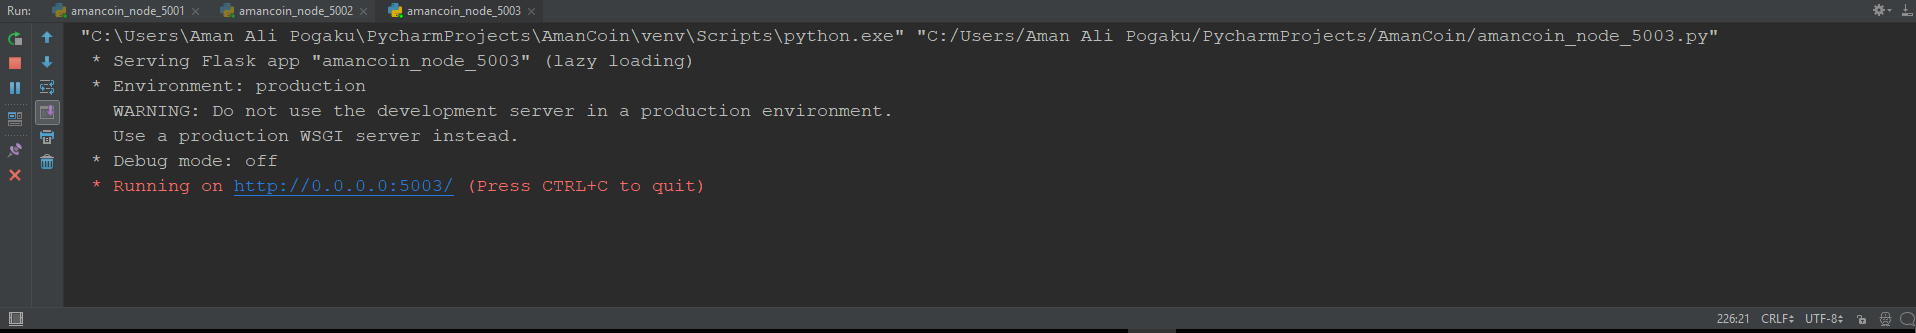 Run: amancoin_node_5001 amancoin_node_5002 amancoin_node_5003
"C:\Users\Aman Ali Pogaku\PycharmProjects\AmanCoin\venv\Scripts\python.exe" "C:/Users/Aman Ali Pogaku/PycharmProjects/AmanCoin/amancoin_node_5003.py"
* Serving Flask app "amancoin_node_5003" (lazy loading)
* Environment: production
WARNING: Do not use the development server in a production environment.
Use a production WSGI server instead.
* Debug mode: off
* Running on http://0.0.0.0:5003/ (Press CTRL+C to quit)
226:21 CRLF UTF-8